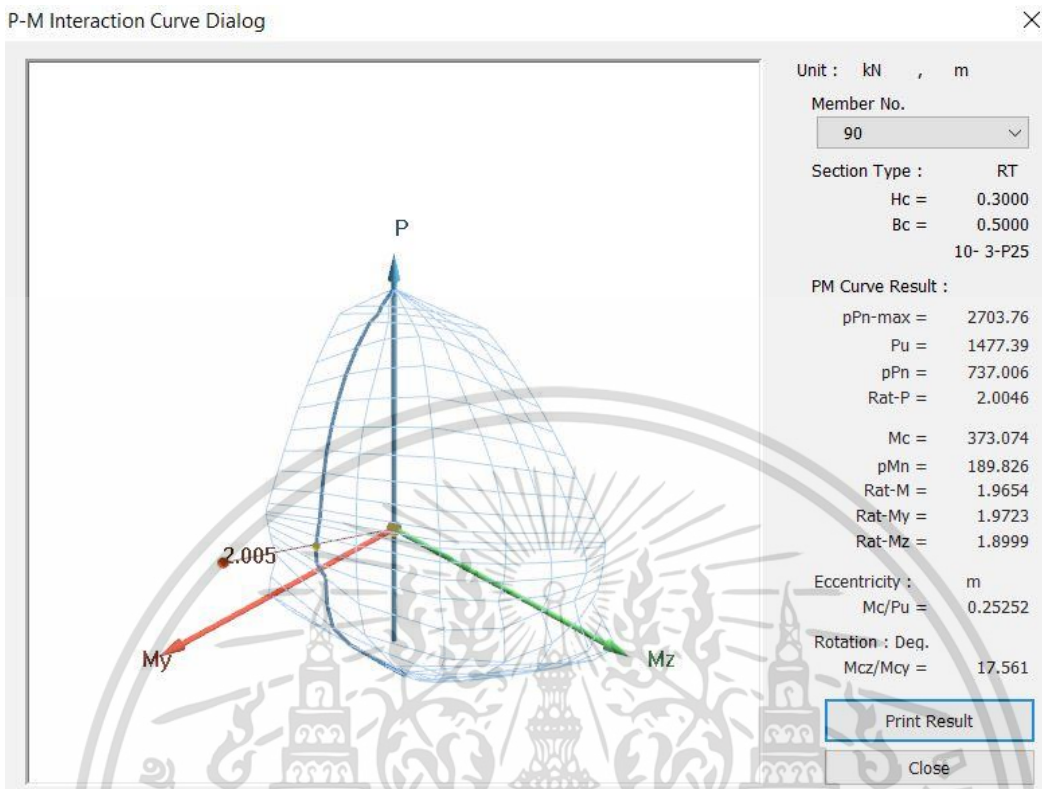 P-M Interaction Curve Dialog
P
2.005
My
Mz
Unit : kN , m
Member No.
90
Section Type : RT
Hc = 0.3000
Bc = 0.5000
10- 3-P25
PM Curve Result :
pPn-max = 2703.76
Pu = 1477.39
pPn = 737.006
Rat-P = 2.0046
Mc = 373.074
pMn = 189.826
Rat-M = 1.9654
Rat-My = 1.9723
Rat-Mz = 1.8999
Eccentricity : m
Mc/Pu = 0.25252
Rotation : Deg.
Mcz/Mcy = 17.561
Print Result
Close